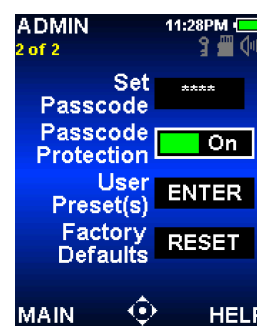 ADMIN 11:28PM
2 of 2
Set Passcode ****
Passcode Protection On
User Preset(s) ENTER
Factory Defaults RESET
MAIN HELP